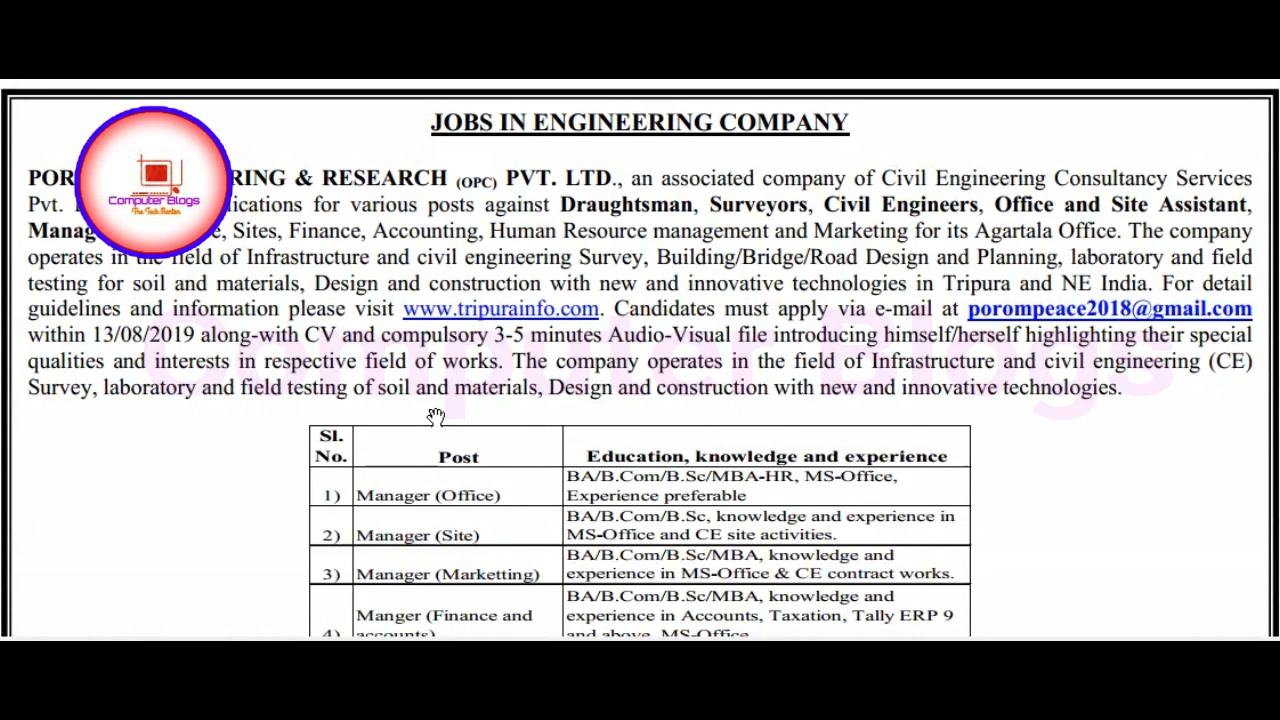 JOBS IN ENGINEERING COMPANY
RING & RESEARCH (OPC) PVT. LTD., an associated company of Civil Engineering Consultancy Services
Pvt. for various posts against Draughtsman, Surveyors, Civil Engineers, Office and Site Assistant,
Sites, Finance, Accounting, Human Resource management and Marketing for its Agartala Office. The company
operates in the field of Infrastructure and civil engineering Survey, Building/Bridge/Road Design and Planning, laboratory and field
testing for soil and materials, Design and construction with new and innovative technologies in Tripura and NE India. For detail
guidelines and information please visit www.tripurainfo.com. Candidates must apply via e-mail at porompeace2018@gmail.com
within 13/08/2019 along-with CV and compulsory 3-5 minutes Audio-Visual file introducing himself/herself highlighting their special
qualities and interests in respective field of works. The company operates in the field of Infrastructure and civil engineering (CE)
Survey, laboratory and field testing of soil and materials, Design and construction with new and innovative technologies.
Computer Blogs
The Tech Mentor
Computer Blogs
Sl. No. Post Education, knowledge and experience
1) Manager (Office) BA/B.Com/B.Sc/MBA-HR, MS-Office,
Experience preferable
2) Manager (Site) BA/B.Com/B.Sc, knowledge and experience in
MS-Office and CE site activities.
3) Manager (Marketting) BA/B.Com/B.Sc/MBA, knowledge and
experience in MS-Office & CE contract works.
4) Manger (Finance and accounts) BA/B.Com/B.Sc/MBA, knowledge and
experience in Accounts, Taxation, Tally ERP 9
and above, MS-Office